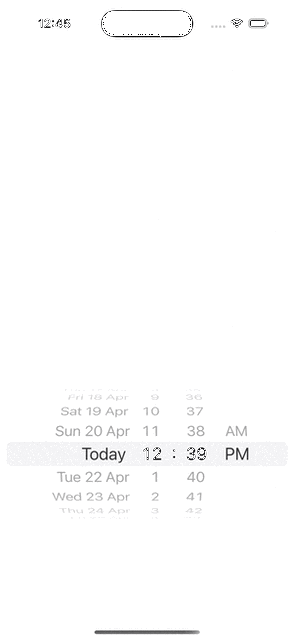 12:45
Fri 18 Apr 9 36
Sat 19 Apr 10 37
Sun 20 Apr 11 38 AM
Today 12 : 39 PM
Tue 22 Apr 1 40
Wed 23 Apr 2 41
Thu 24 Apr 3 42